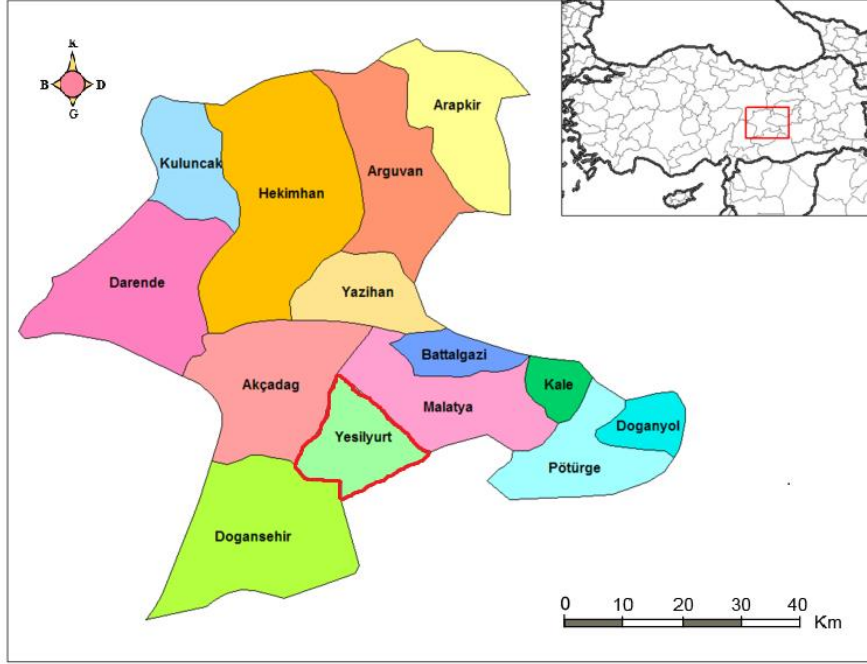 K
B D
G
Arapkir
Kuluncak
Hekimhan
Arguvan
Darende
Yazihan
Battalgazi
Akçadag
Kale
Malatya
Yesilyurt
Doganyol
Pötürge
Dogansehir
0 10 20 30 40
Km